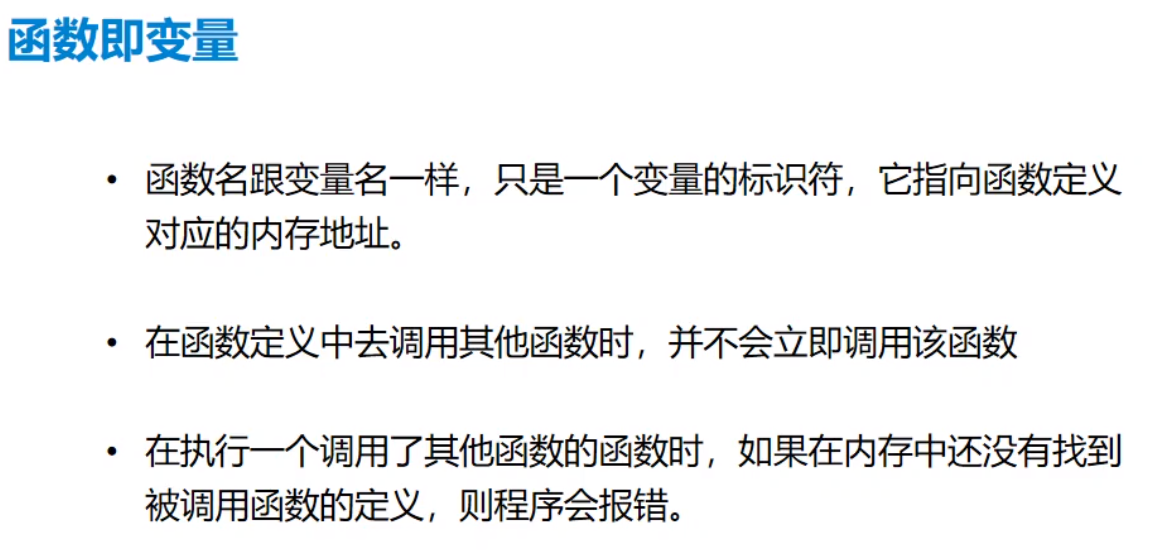 函数即变量
• 函数名跟变量名一样，只是一个变量的标识符，它指向函数定义
对应的内存地址。
• 在函数定义中去调用其他函数时，并不会立即调用该函数
• 在执行一个调用了其他函数的函数时，如果在内存中还没有找到
被调用函数的定义，则程序会报错。